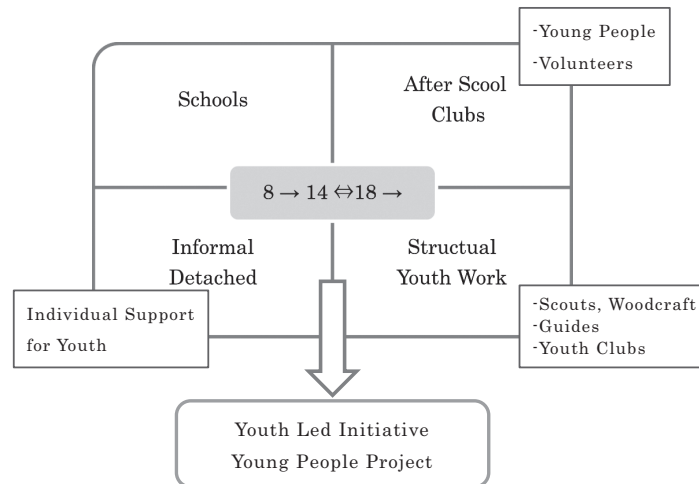 -Young People
-Volunteers
Schools
After Scool
Clubs
8 → 14 ⇔18 →
Informal
Detached
Structual
Youth Work
Individual Support
for Youth
-Scouts, Woodcraft
-Guides
-Youth Clubs
Youth Led Initiative
Young People Project